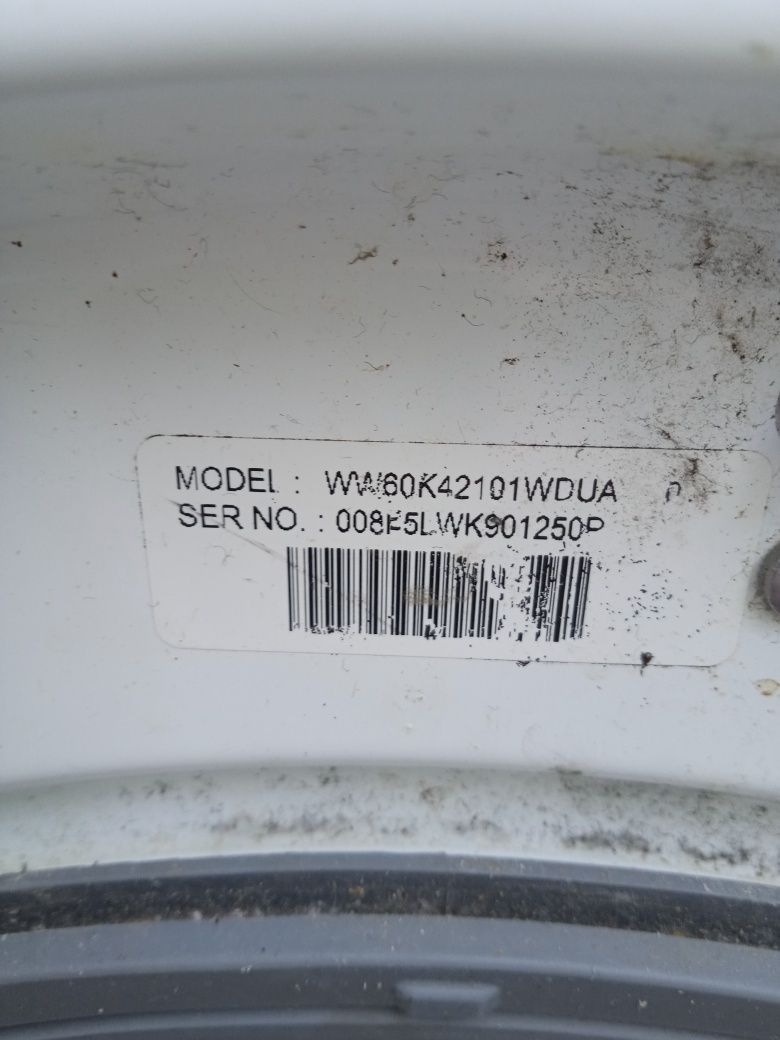 MODEL : WW60K42101WDUA
SER NO. : 008F5LWK901250P